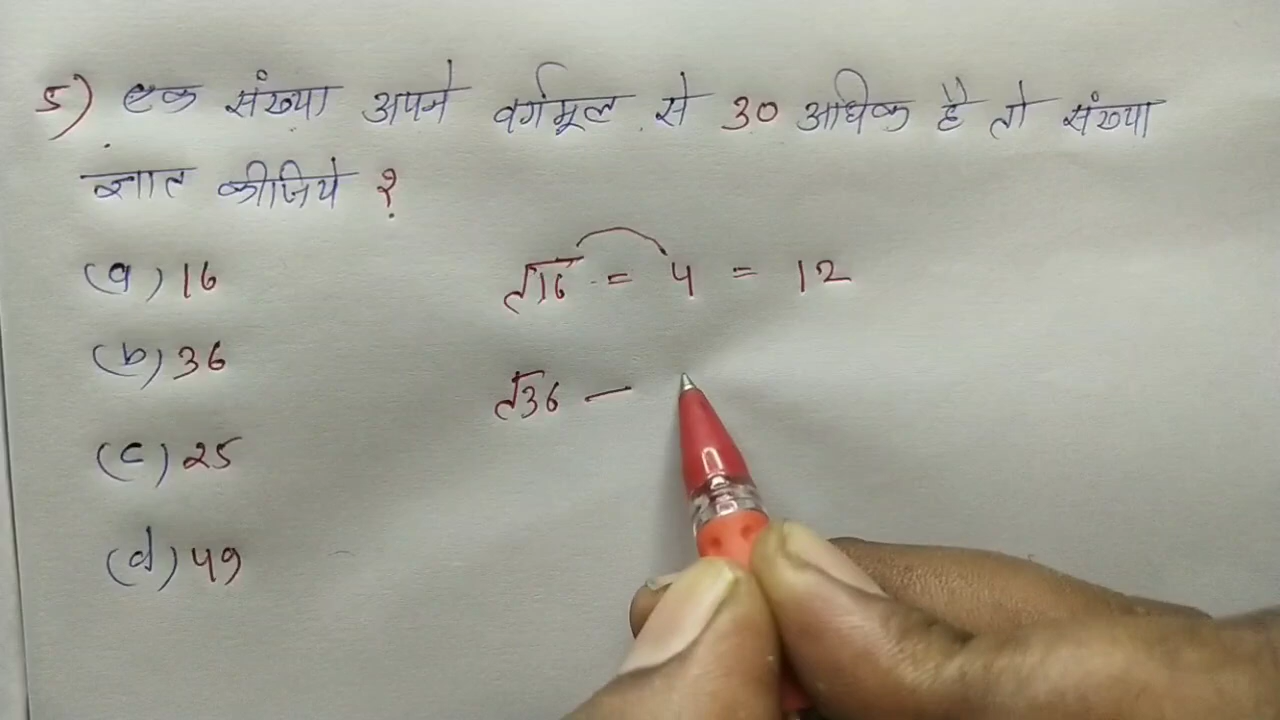 5) एक संख्या अपने वर्गमूल से 30 अधिक है तो संख्या
ज्ञात कीजिये ?
(a) 16
√16 = 4 = 12
(b) 36
√36 —
(c) 25
(d) 49